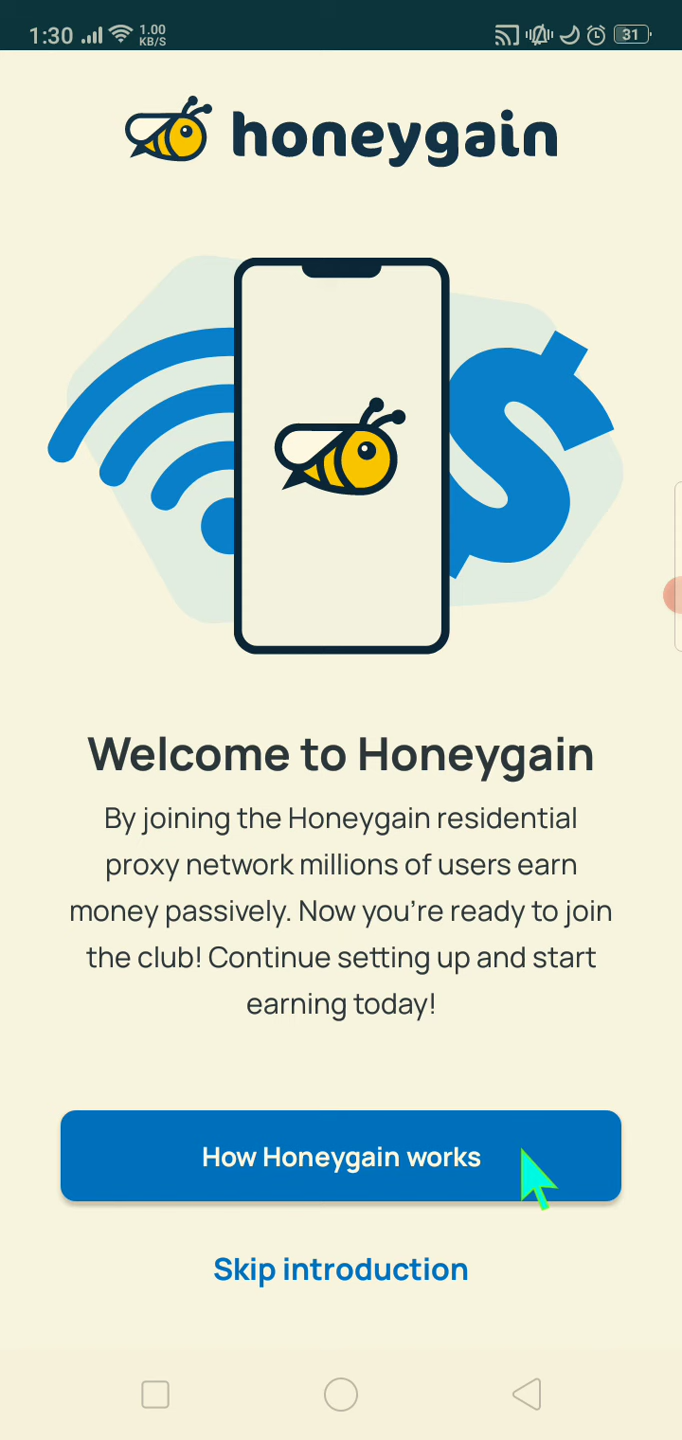 1:30
1.00
KB/S
31
honeygain
Welcome to Honeygain
By joining the Honeygain residential
proxy network millions of users earn
money passively. Now you're ready to join
the club! Continue setting up and start
earning today!
How Honeygain works
Skip introduction